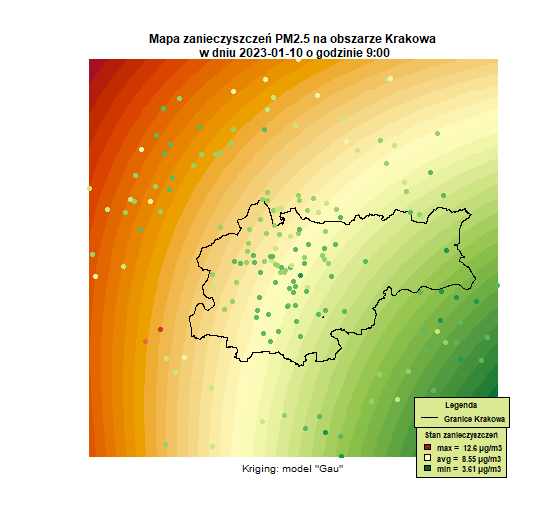 Mapa zanieczyszczeń PM2.5 na obszarze Krakowa
w dniu 2023-01-10 o godzinie 9:00
Legenda
Granice Krakowa
Stan zanieczyszczeń
max = 12.6 µg/m3
avg = 8.55 µg/m3
min = 3.61 µg/m3
Kriging: model "Gau"